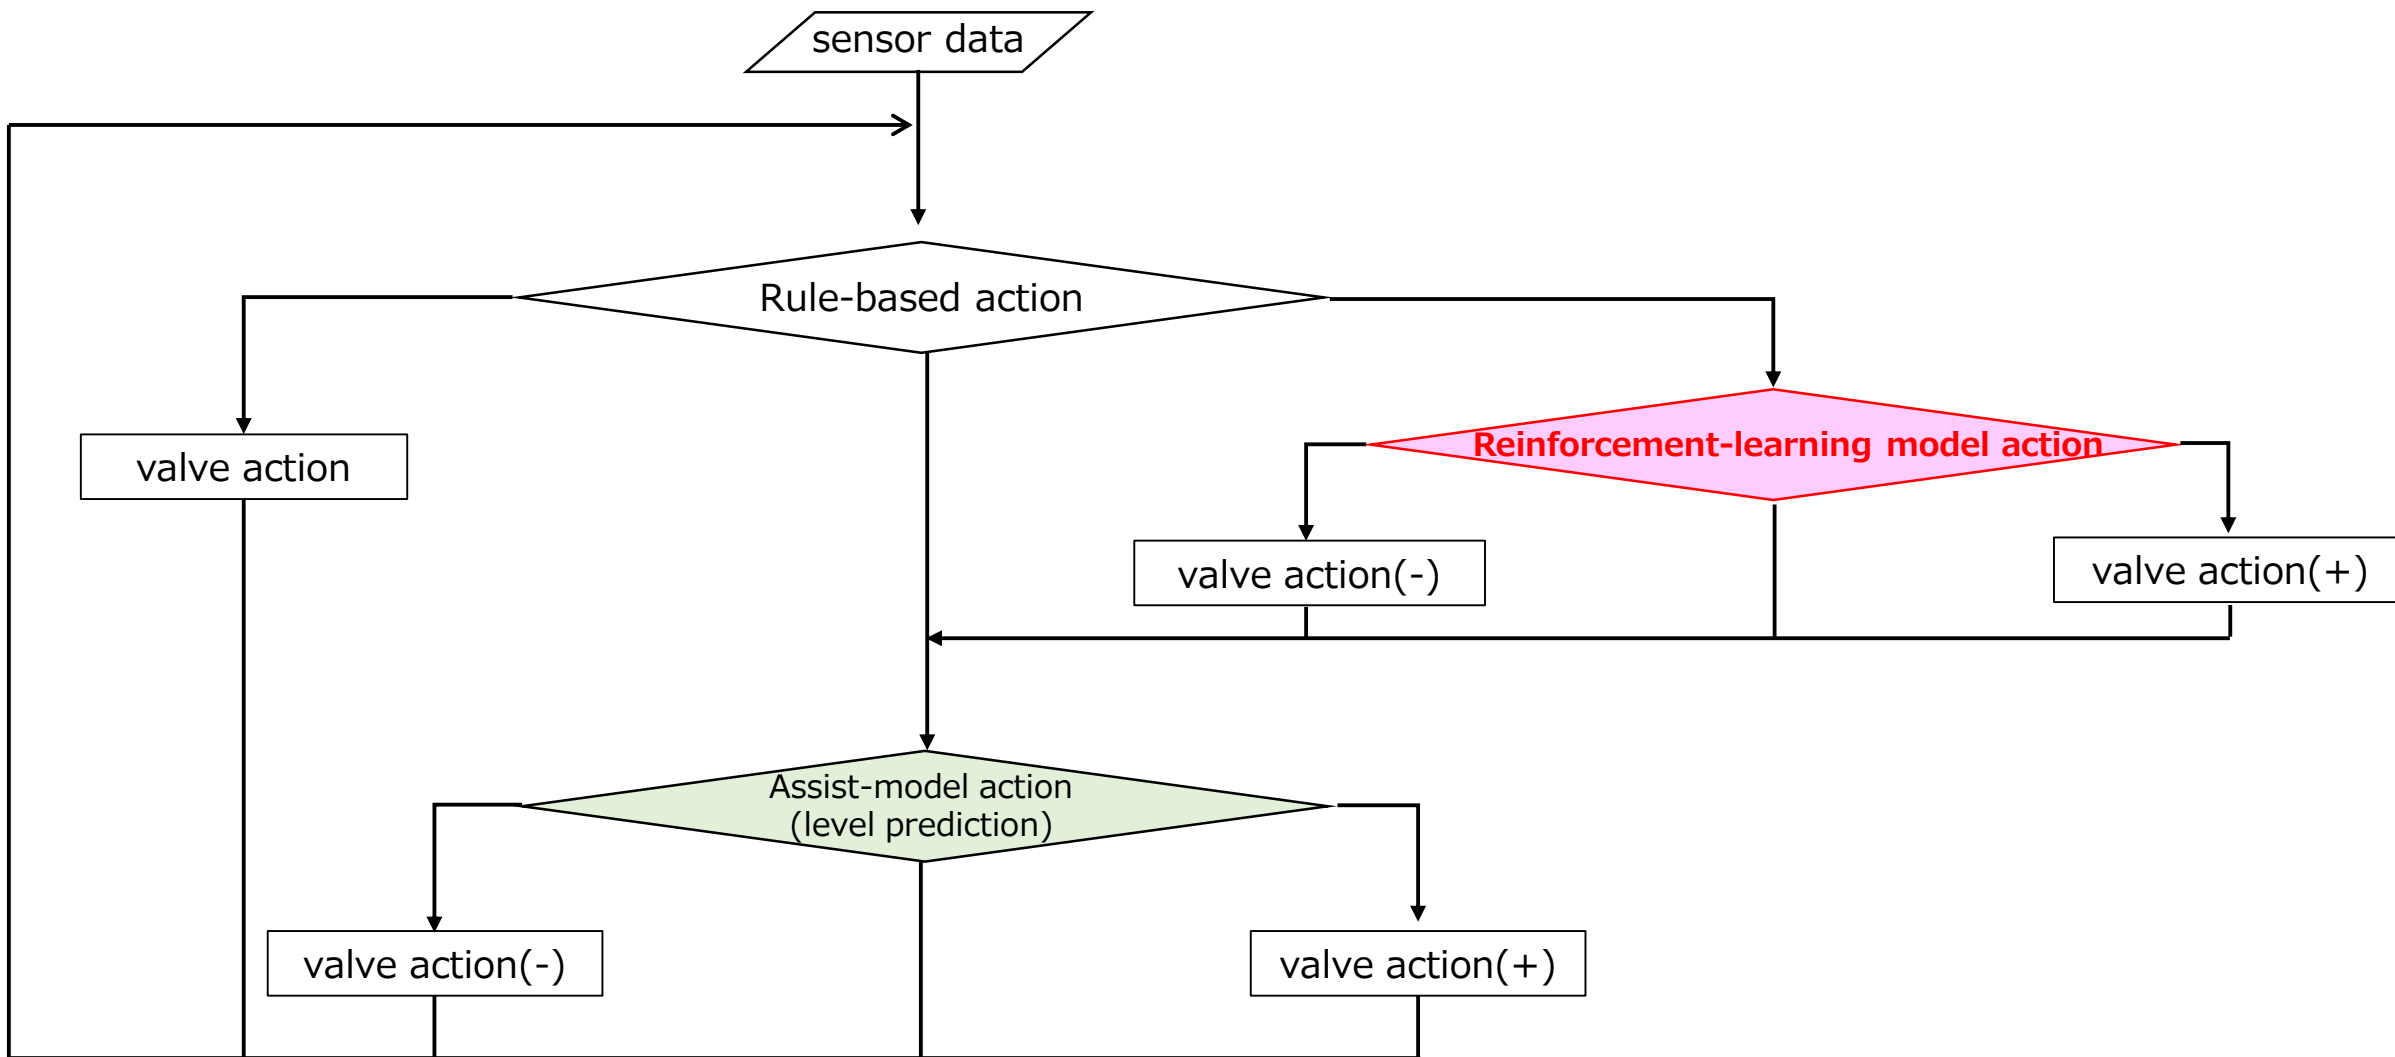 sensor data
Rule-based action
valve action
Reinforcement-learning model action
valve action(-)
valve action(+)
Assist-model action
(level prediction)
valve action(-)
valve action(+)